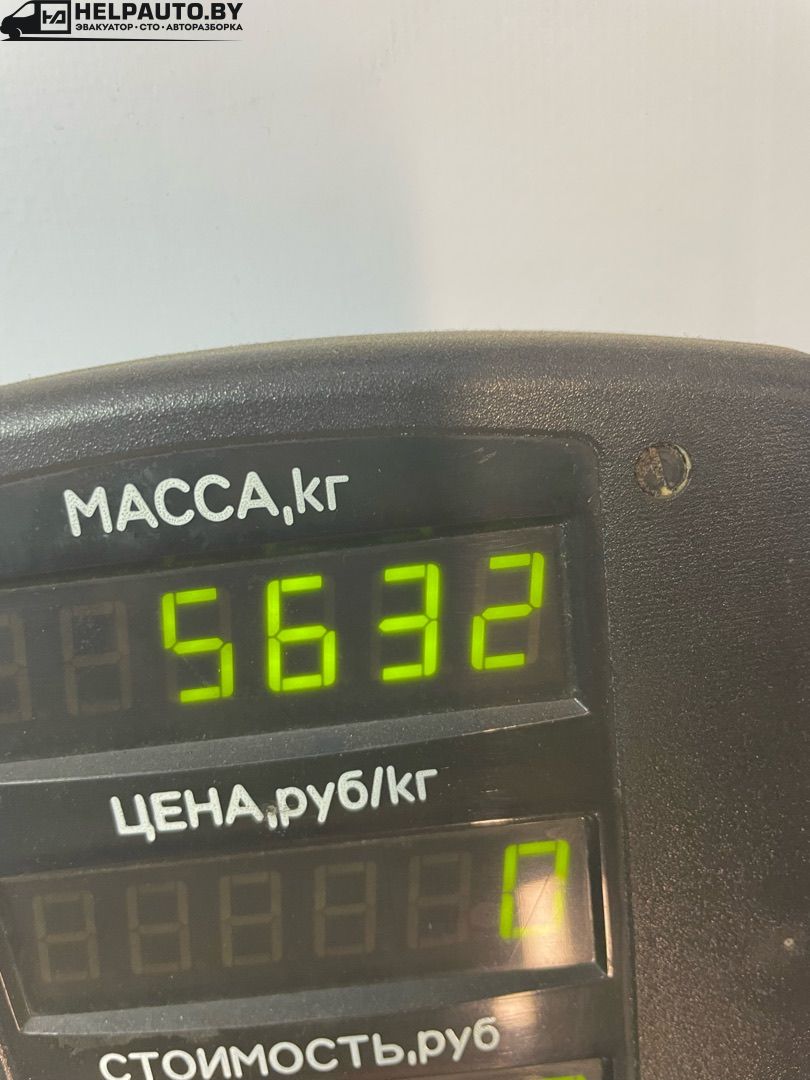 HELPAUTO.BY
ЭВАКУАТОР • СТО • АВТОРАЗБОРКА
МАССА,кг
5632
ЦЕНА,руб/кг
0
СТОИМОСТЬ,руб